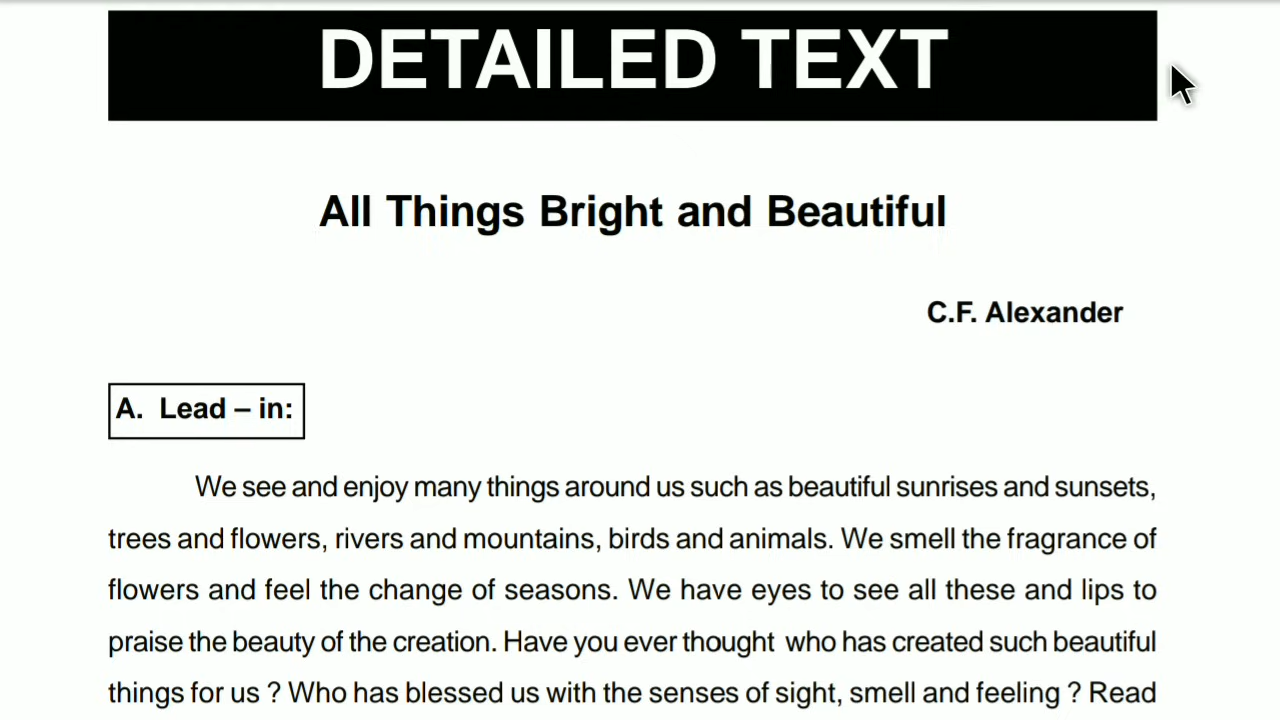 DETAILED TEXT
All Things Bright and Beautiful
C.F. Alexander
A. Lead – in:
We see and enjoy many things around us such as beautiful sunrises and sunsets,
trees and flowers, rivers and mountains, birds and animals. We smell the fragrance of
flowers and feel the change of seasons. We have eyes to see all these and lips to
praise the beauty of the creation. Have you ever thought who has created such beautiful
things for us ? Who has blessed us with the senses of sight, smell and feeling ? Read